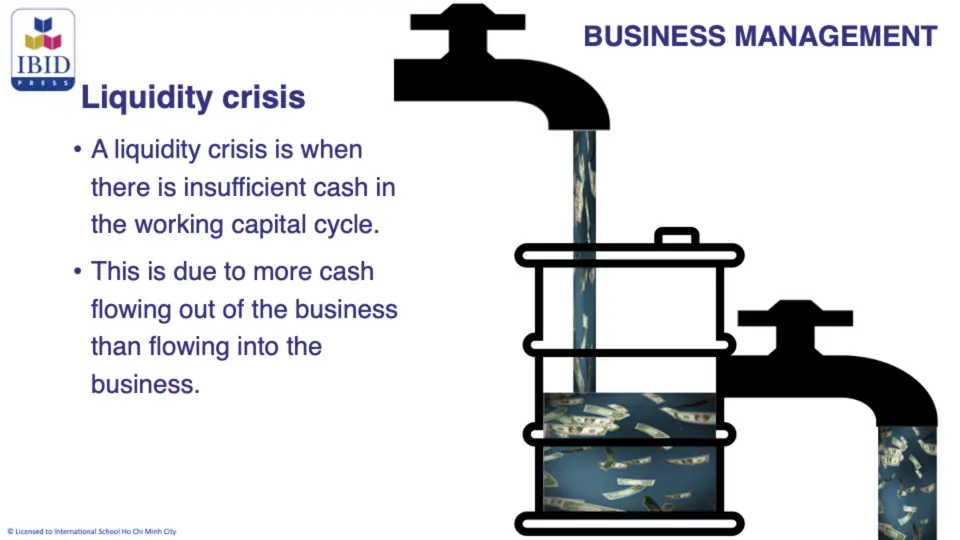 IBID
PRESS
BUSINESS MANAGEMENT
Liquidity crisis
• A liquidity crisis is when
there is insufficient cash in
the working capital cycle.
• This is due to more cash
flowing out of the business
than flowing into the
business.
© Licensed to International School Ho Chi Minh City